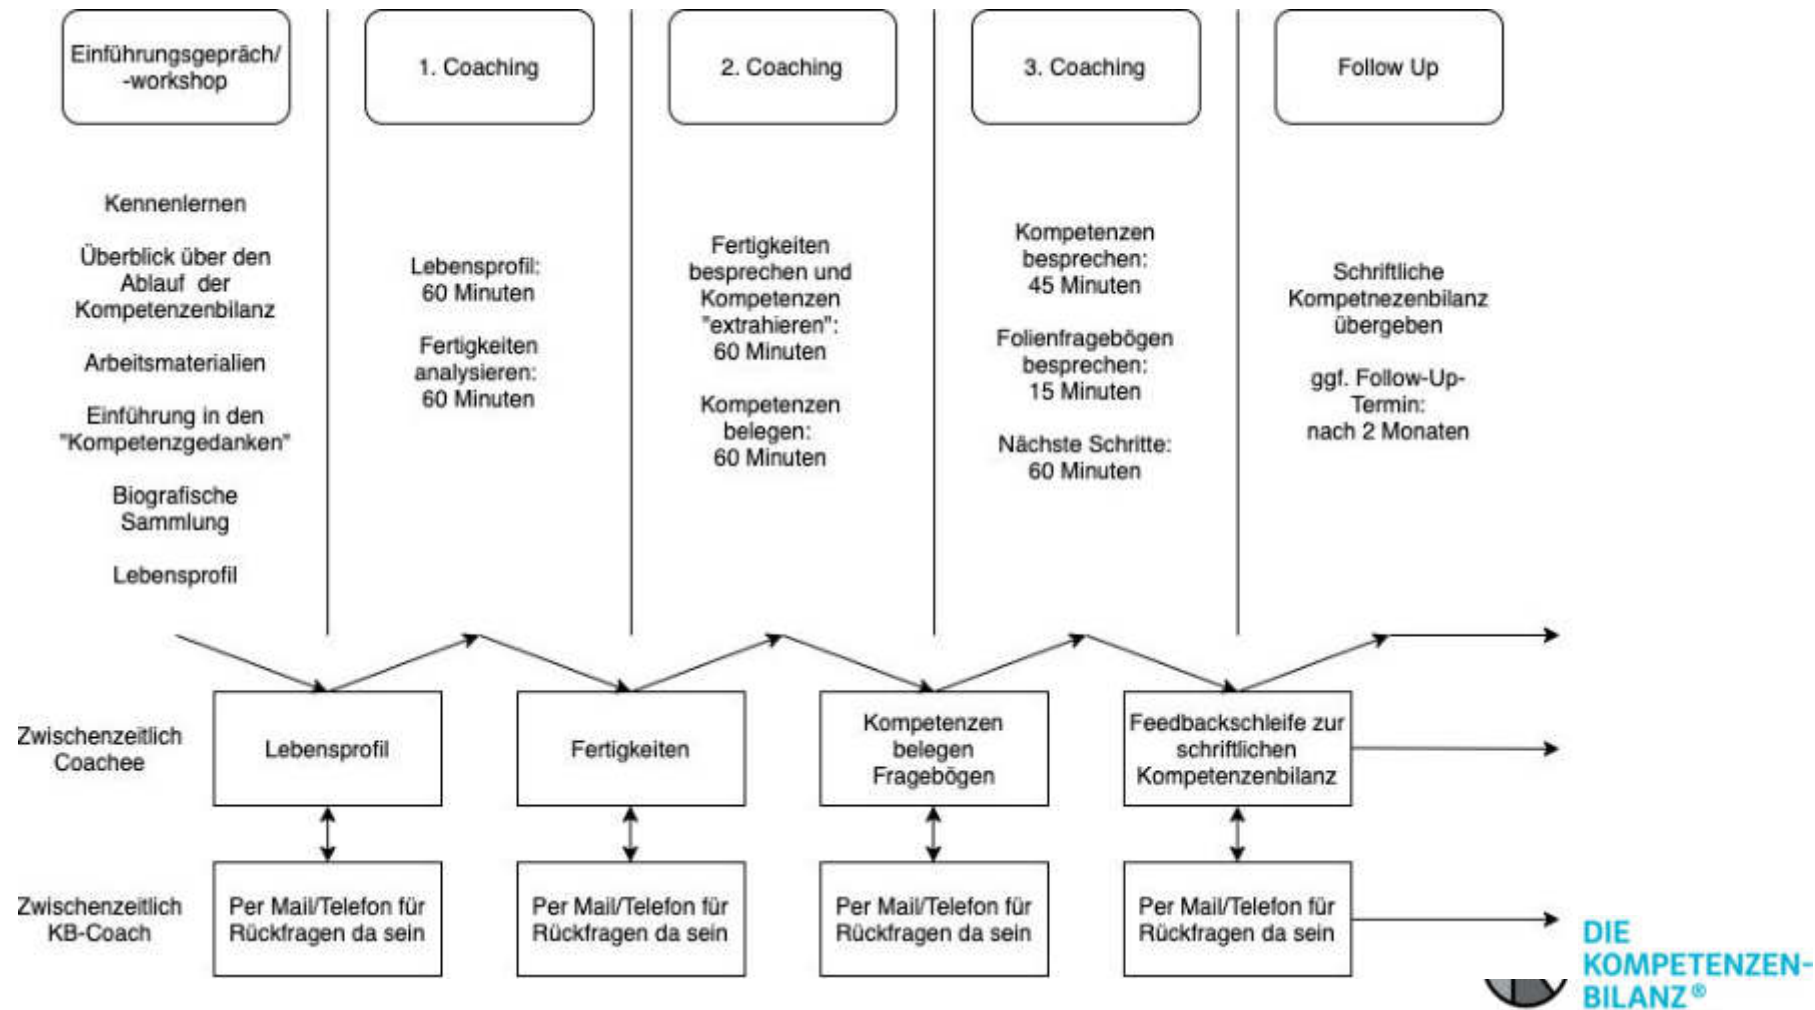 Einführungsgepräch/
-workshop
1. Coaching
2. Coaching
3. Coaching
Follow Up
Kennenlernen
Überblick über den
Ablauf der
Kompetenzenbilanz
Arbeitsmaterialien
Einführung in den
"Kompetenzgedanken"
Biografische
Sammlung
Lebensprofil
Lebensprofil:
60 Minuten
Fertigkeiten
analysieren:
60 Minuten
Fertigkeiten
besprechen und
Kompetenzen
"extrahieren":
60 Minuten
Kompetenzen
belegen:
60 Minuten
Kompetenzen
besprechen:
45 Minuten
Folienfragebögen
besprechen:
15 Minuten
Nächste Schritte:
60 Minuten
Schriftliche
Kompetnezenbilanz
übergeben
ggf. Follow-Up-
Termin:
nach 2 Monaten
Zwischenzeitlich
Coachee
Lebensprofil
Fertigkeiten
Kompetenzen
belegen
Fragebögen
Feedbackschleife zur
schriftlichen
Kompetenzenbilanz
Zwischenzeitlich
KB-Coach
Per Mail/Telefon für
Rückfragen da sein
Per Mail/Telefon für
Rückfragen da sein
Per Mail/Telefon für
Rückfragen da sein
Per Mail/Telefon für
Rückfragen da sein
DIE
KOMPETENZEN-
BILANZ®